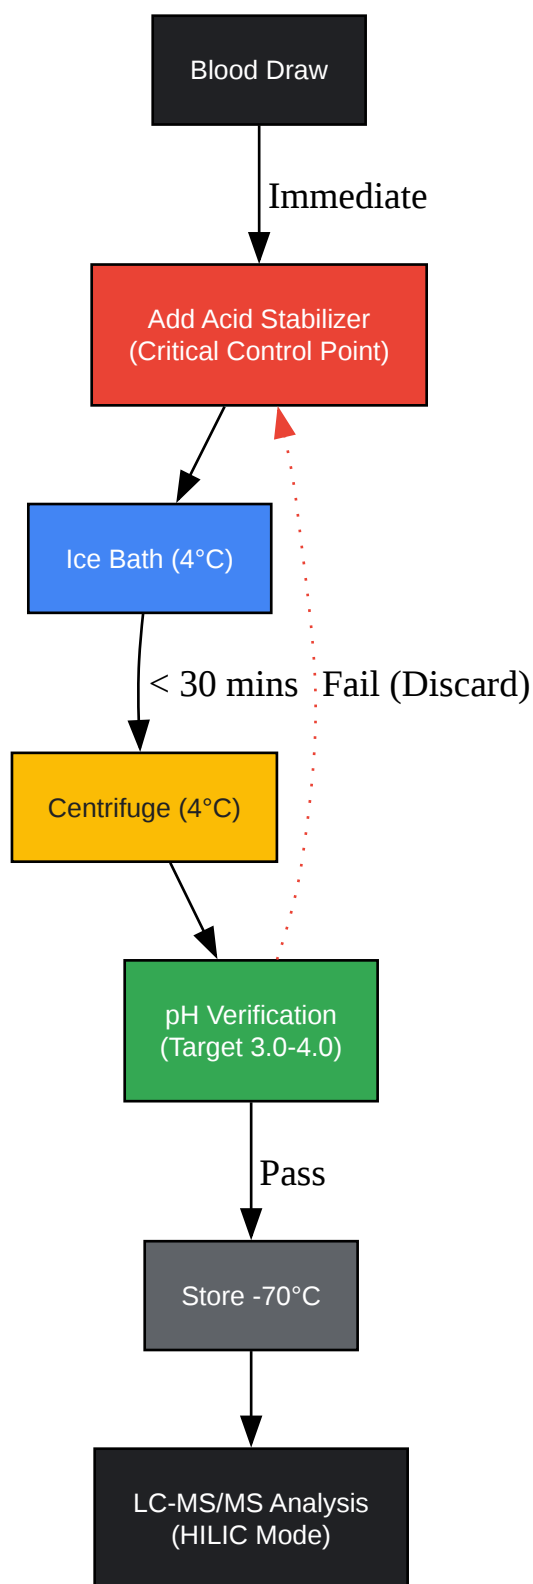 Blood Draw
Immediate
Add Acid Stabilizer
(Critical Control Point)
Ice Bath (4°C)
< 30 mins
Fail (Discard)
Centrifuge (4°C)
pH Verification
(Target 3.0-4.0)
Pass
Store -70°C
LC-MS/MS Analysis
(HILIC Mode)